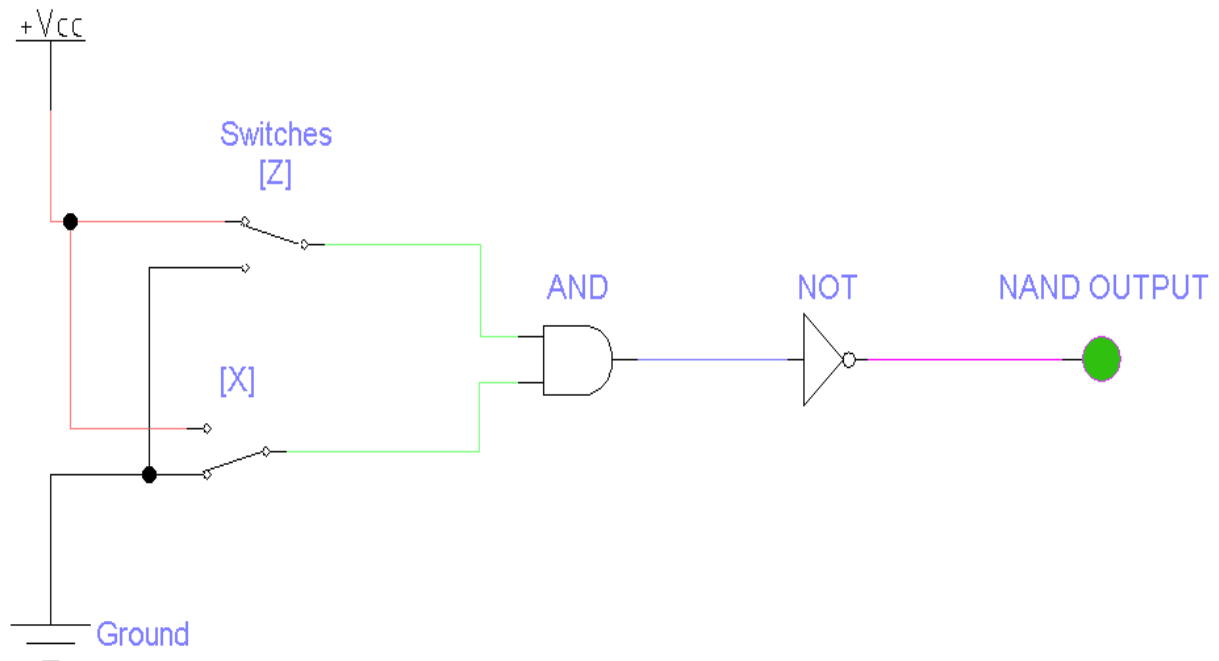 +Vcc
Switches
[Z]
AND
NOT
NAND OUTPUT
[X]
Ground